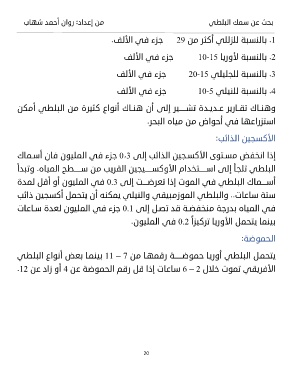 بحث عن سمك البلطي من إعداد: روان أحمد شهاب
1. بالنسبة للزللي أكثر من 29 جزء في الألف.
2. بالنسبة لأوريا 15-10 جزء في الألف
3. بالنسبة للجليلي 15-20 جزء في الألف
4. بالنسبة للنيلي 5-10 جزء في الألف
وهناك تقارير عديدة تشير إلى أن هناك أنواع كثيرة من البلطي أمكن
استزراعها في أحواض من مياه البحر.
الأكسجين الذائب:
إذا انخفض مستوى الأكسجين الذائب إلى 0،3 جزء في المليون فان أسماك
البلطي تلجأ إلى استخدام الأوكسجين القريب من سطح المياه، وتبدأ
أسماك البلطي في الموت إذا تعرضت إلى 0،3 في المليون أو أقل لمدة
ستة ساعات.. والبلطي الموزمبيقي والنيلي يمكنه أن يتحمل أكسجين ذائب
في المياه بدرجة منخفضة قد تصل إلى 0.1 جزء في المليون لعدة ساعات
بينما يتحمل الأوريا تركيزاً 0.2 في المليون.
الحموضة:
يتحمل البلطي أوريا حموضة رقمها من 7 – 11 بينما بعض أنواع البلطي
الأفريقي تموت خلال 2 – 6 ساعات إذا قل رقم الحموضة عن 4 أو زاد عن 12.
20